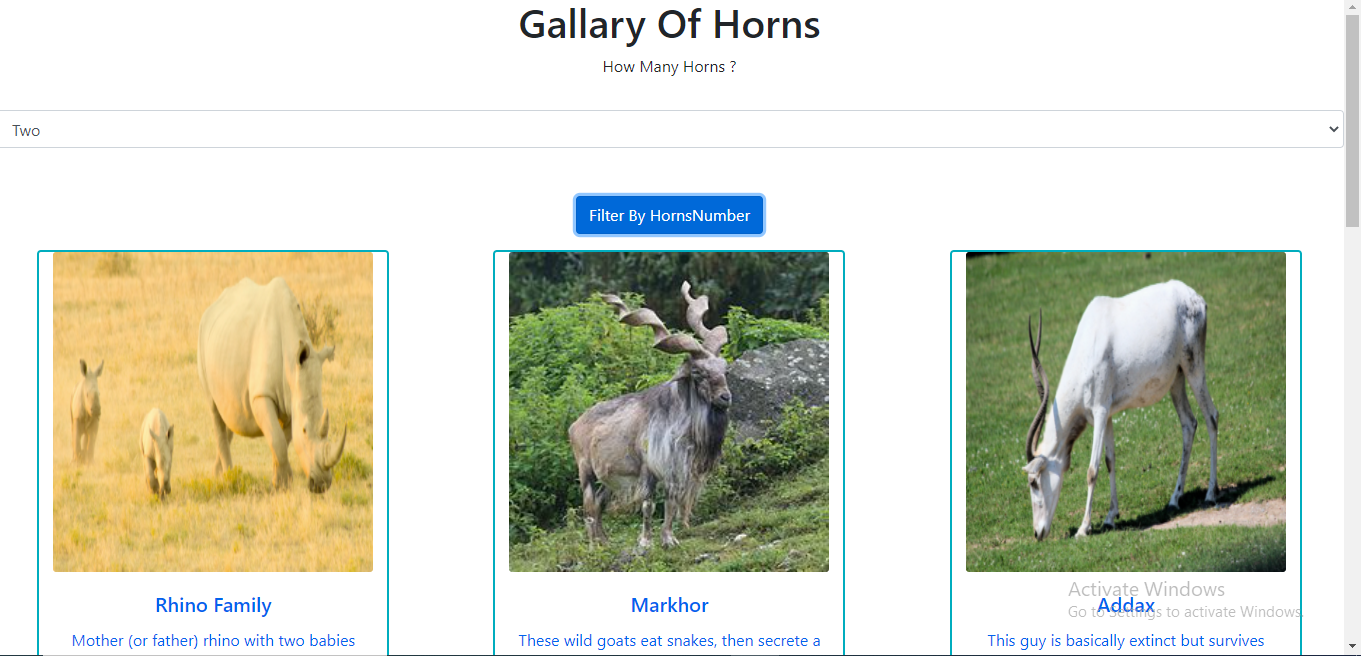 Gallary Of Horns
How Many Horns ?
Two
Filter By HornsNumber
Rhino Family
Markhor
Addax
Mother (or father) rhino with two babies
These wild goats eat snakes, then secrete a
This guy is basically extinct but survives
Activate Windows
Go to Settings to activate Windows.